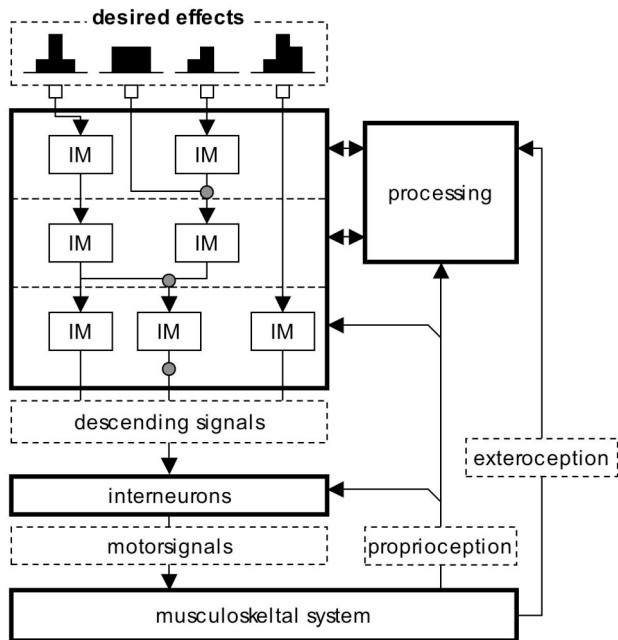 desired effects
IM
IM
processing
IM
IM
IM
IM
IM
descending signals
exteroception
interneurons
motorsignals
proprioception
musculoskeltal system